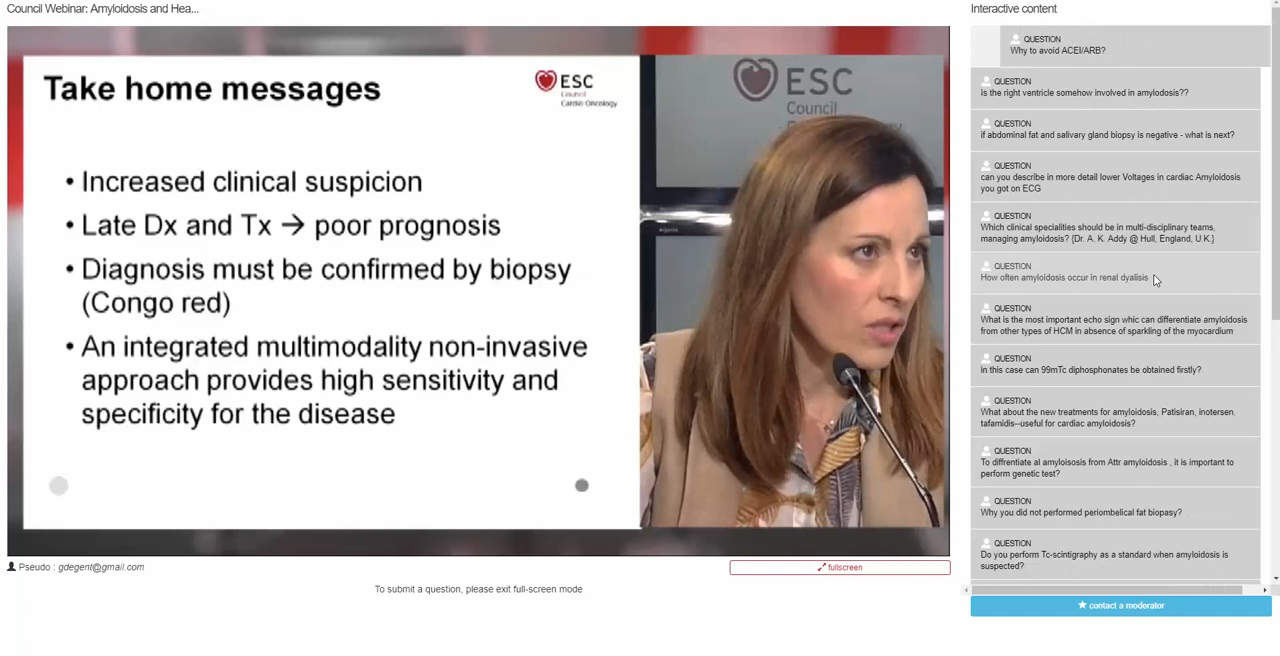 Council Webinar: Amyloidosis and Hea...
Take home messages
ESC
Council
Cardio Oncology
• Increased clinical suspicion
• Late Dx and Tx → poor prognosis
• Diagnosis must be confirmed by biopsy
(Congo red)
• An integrated multimodality non-invasive
approach provides high sensitivity and
specificity for the disease
ESC
Council
Pseudo : gdegent@gmail.com
fullscreen
To submit a question, please exit full-screen mode
Interactive content
QUESTION
Why to avoid ACEI/ARB?
QUESTION
Is the right ventricle somehow involved in amylodosis??
QUESTION
if abdominal fat and salivary gland biopsy is negative - what is next?
QUESTION
can you describe in more detail lower Voltages in cardiac Amyloidosis
you got on ECG
QUESTION
Which clinical specialities should be in multi-disciplinary teams,
managing amyloidosis? {Dr. A. K. Addy @ Hull, England, U.K.}
QUESTION
How often amyloidosis occur in renal dyalisis
QUESTION
What is the most important echo sign whic can differentiate amyloidosis
from other types of HCM in absence of sparkling of the myocardium
QUESTION
in this case can 99mTc diphosphonates be obtained firstly?
QUESTION
What about the new treatments for amyloidosis, Patisiran, inotersen,
tafamidis--useful for cardiac amyloidosis?
QUESTION
To diffrentiate al amyloisosis from Attr amyloidosis , it is important to
perform genetic test?
QUESTION
Why you did not performed periombelical fat biopasy?
QUESTION
Do you perform Tc-scintigraphy as a standard when amyloidosis is
suspected?
contact a moderator